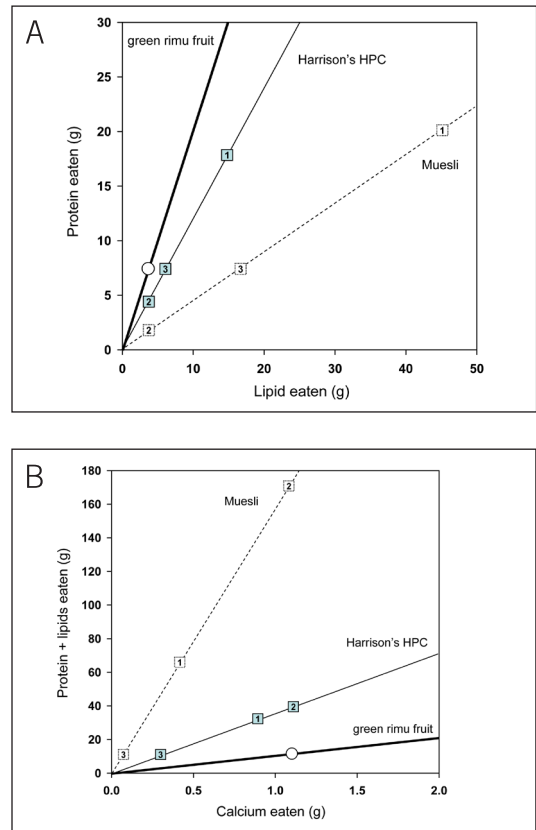 A
30
25
20
15
10
5
0
Protein eaten (g)
green rimu fruit
Harrison's HPC
Muesli
1
1
3
3
2
2
0 10 20 30 40 50
Lipid eaten (g)
B
180
160
140
120
100
80
60
40
20
0
Protein + lipids eaten (g)
Muesli
2
Harrison's HPC
1
1
2
green rimu fruit
3
3
0.0 0.5 1.0 1.5 2.0
Calcium eaten (g)